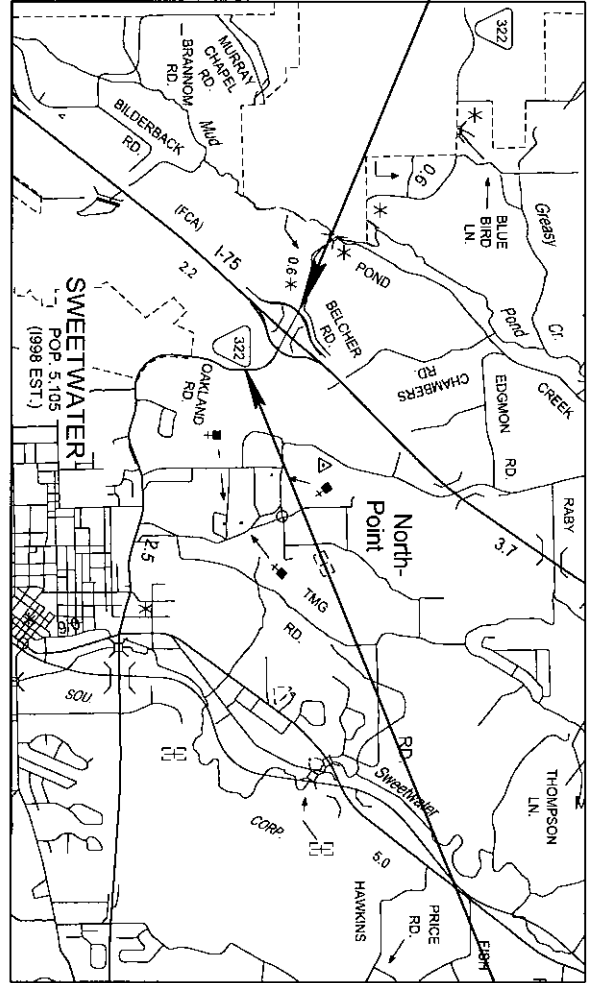 322
MURRAY
CHAPEL
RD.
BRANNOM
RD.
BILDERBACK
RD.
Mud
0.6
BLUE
BIRD
LN.
Greasy
Cr.
Pond
(FCA)
I-75
2.2
0.6
POND
CREEK
BELCHER
RD.
322
CHAMBERS
RD.
EDGMON
RD.
RABY
3.7
SWEETWATER
POP. 5,105
(1998 EST.)
OAKLAND
RD.
North-
Point
TMG
RD.
2.5
RD.
Sweetwater
THOMPSON
LN.
SOU.
CORP.
5.0
HAWKINS
PRICE
RD.
FISH